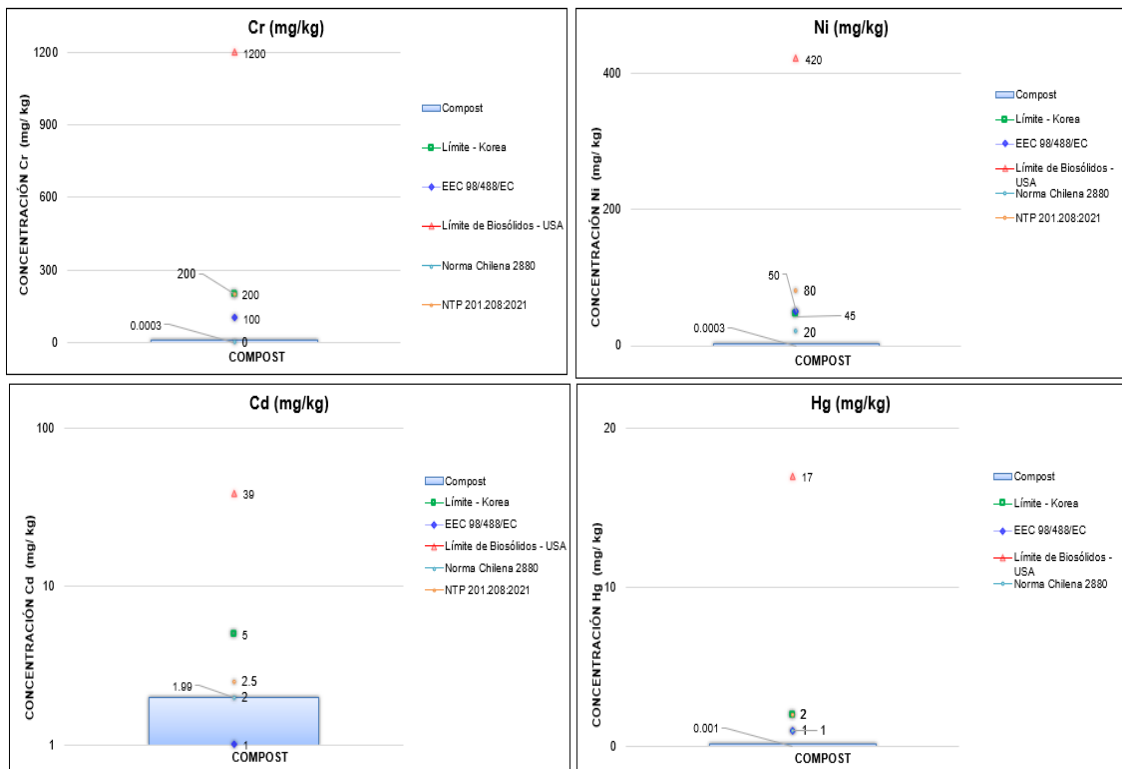 Cr (mg/kg)
CONCENTRACIÓN Cr (mg/ kg)
1200
900
600
300
0
1200
200
200
100
0.0003
0
COMPOST
Compost
Límite - Korea
EEC 98/488/EC
Límite de Biosólidos - USA
Norma Chilena 2880
NTP 201.208:2021
Ni (mg/kg)
CONCENTRACIÓN Ni (mg/ kg)
400
200
0
420
50
80
45
20
0.0003
COMPOST
Compost
Límite - Korea
EEC 98/488/EC
Límite de Biosólidos -
USA
Norma Chilena 2880
NTP 201.208:2021
Cd (mg/kg)
CONCENTRACIÓN Cd (mg/ kg)
100
10
1
39
5
2.5
1.99
2
1
COMPOST
Compost
Límite - Korea
EEC 98/488/EC
Límite de Biosólidos - USA
Norma Chilena 2880
NTP 201.208:2021
Hg (mg/kg)
CONCENTRACIÓN Hg (mg/ kg)
20
10
0
17
2
1
1
0.001
COMPOST
Compost
Límite - Korea
EEC 98/488/EC
Límite de Biosólidos -
USA
Norma Chilena 2880